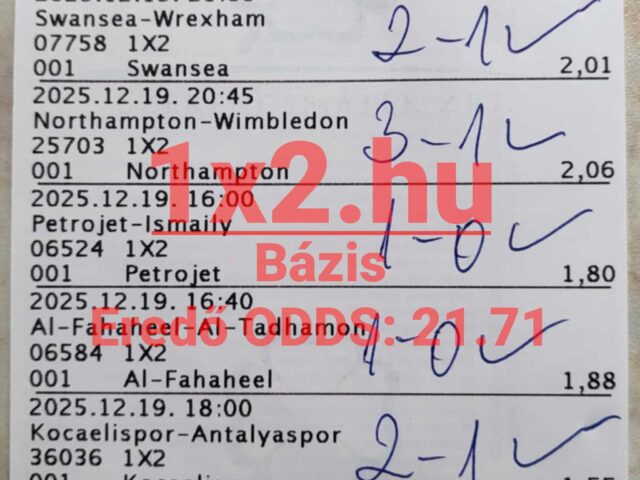 Swansea-Wrexham
2-1 ✓
07758 1X2
001 Swansea 2,01
2025.12.19. 20:45
Northampton-Wimbledon
3-1 ✓
25703 1X2
001 Northampton 2,06
1x2.hu
2025.12.19. 16:00
Petrojet-Ismaily
1-0 ✓
06524 1X2
Bázis
001 Petrojet 1,80
2025.12.19. 16:40
Eredő ODDS: 21.71
Al-Fahaheel-Al-Tadhamon
1-0 ✓
06584 1X2
001 Al-Fahaheel 1,88
2025.12.19. 18:00
Kocaelispor-Antalyaspor
2-1 ✓
36036 1X2